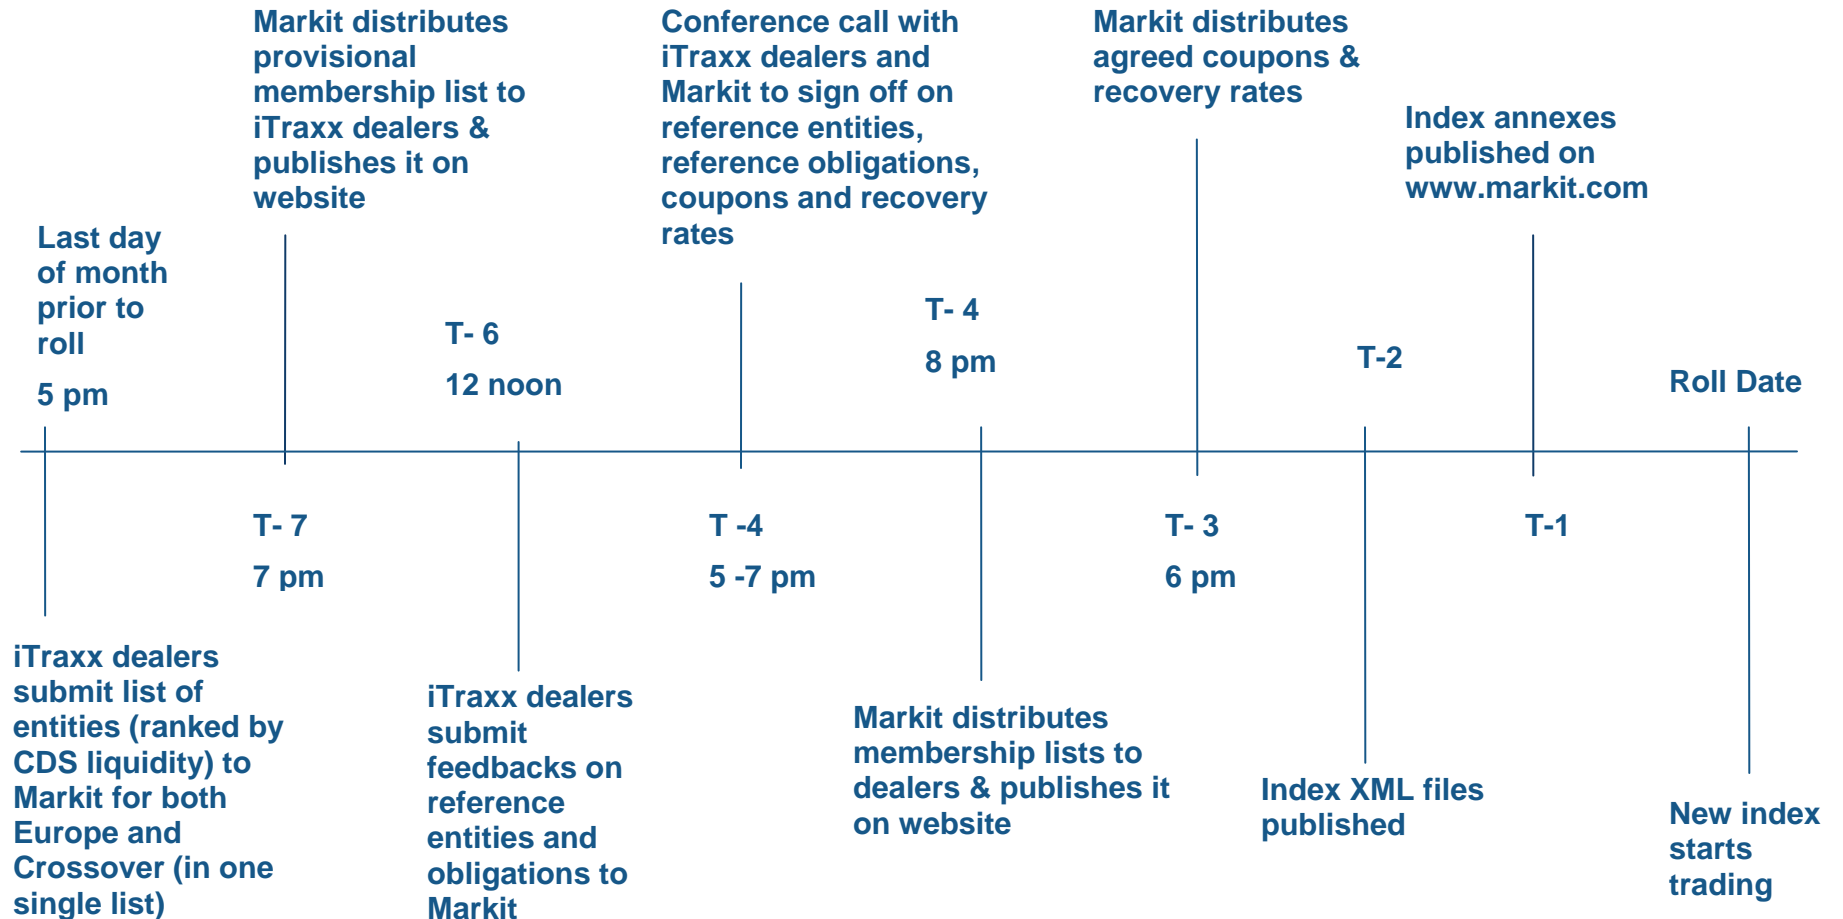 Markit distributes
provisional
membership list to
iTraxx dealers &
publishes it on
website
Conference call with
iTraxx dealers and
Markit to sign off on
reference entities,
reference obligations,
coupons and recovery
rates
Markit distributes
agreed coupons &
recovery rates
Index annexes
published on
www.markit.com
Last day
of month
prior to
roll
5 pm
T- 6
12 noon
T- 4
8 pm
T-2
Roll Date
T- 7
7 pm
T -4
5 -7 pm
T- 3
6 pm
T-1
iTraxx dealers
submit list of
entities (ranked by
CDS liquidity) to
Markit for both
Europe and
Crossover (in one
single list)
iTraxx dealers
submit
feedbacks on
reference
entities and
obligations to
Markit
Markit distributes
membership lists to
dealers & publishes it
on website
Index XML files
published
New index
starts
trading